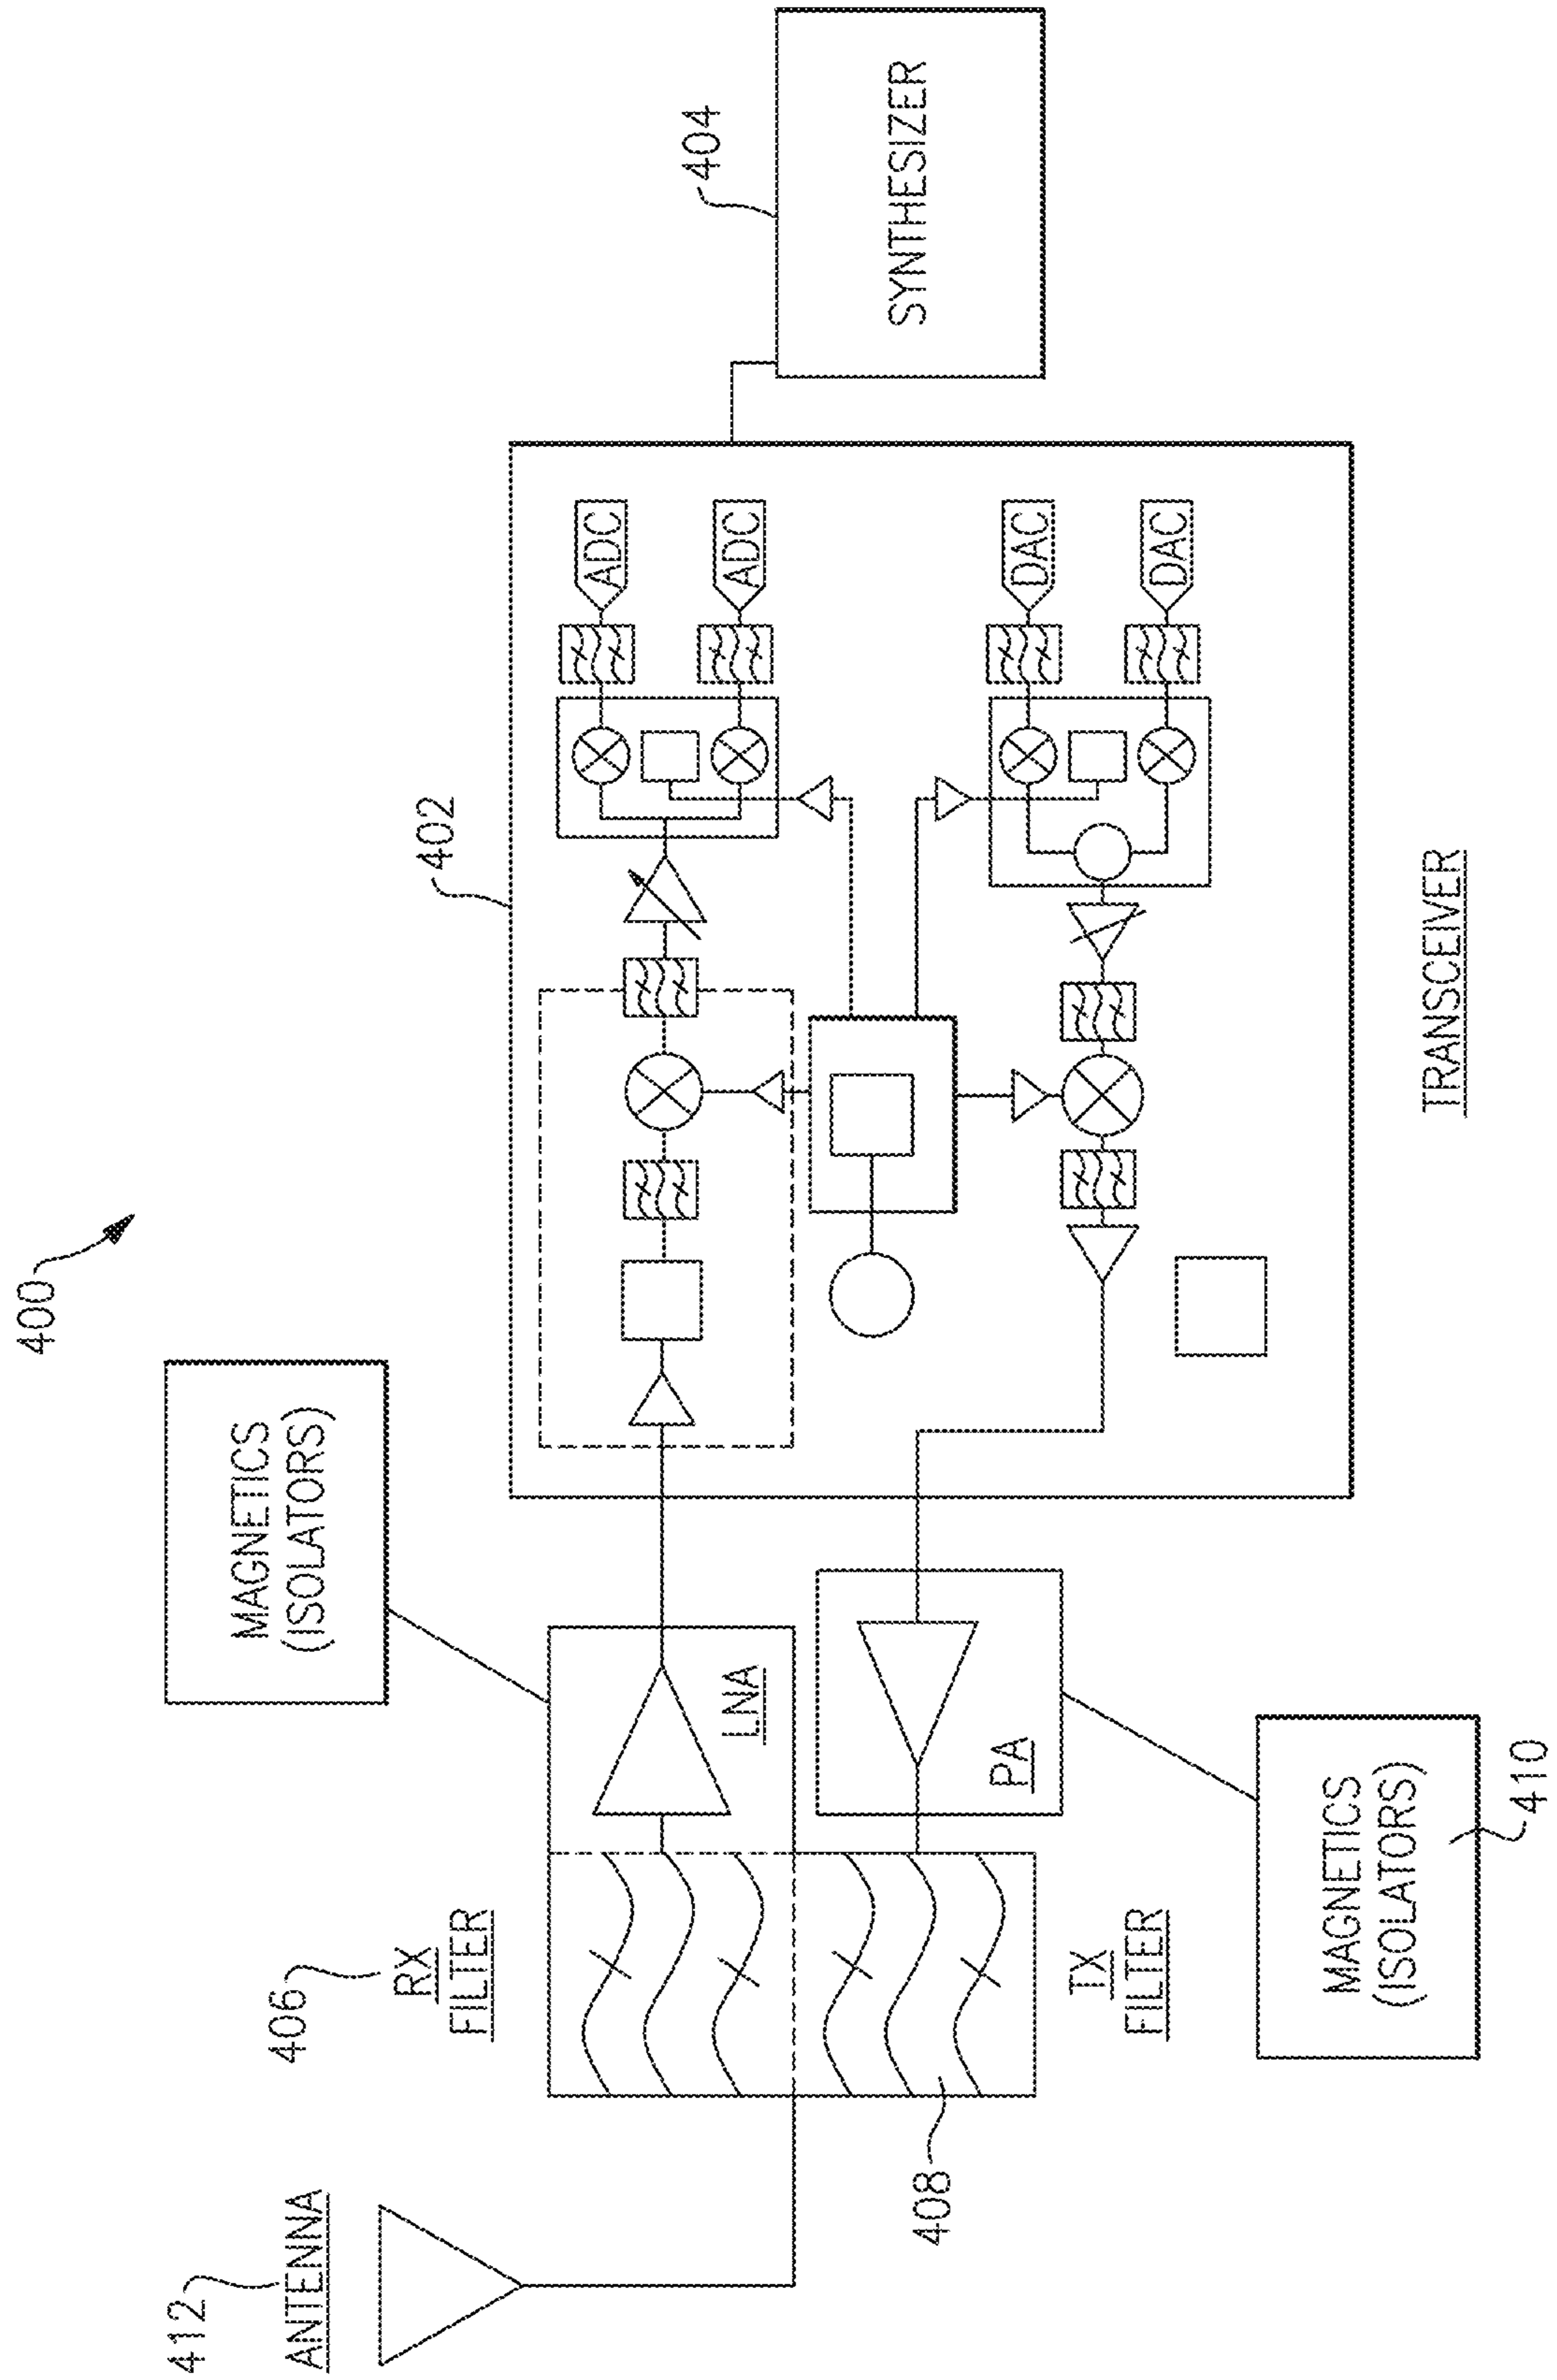 400
412
ANTENNA
406
RX
FILTER
MAGNETICS
(ISOLATORS)
402
404
SYNTHESIZER
ADC
ADC
LNA
408
TX
FILTER
PA
DAC
DAC
MAGNETICS
(ISOLATORS)
410
TRANSCEIVER